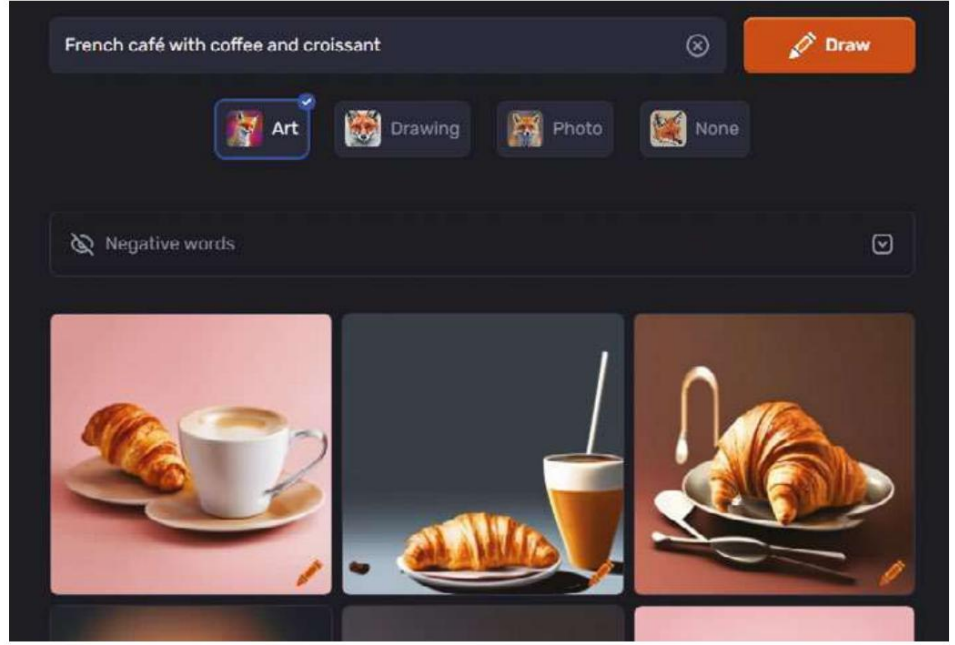 French café with coffee and croissant
Draw
Art
Drawing
Photo
None
Negative words